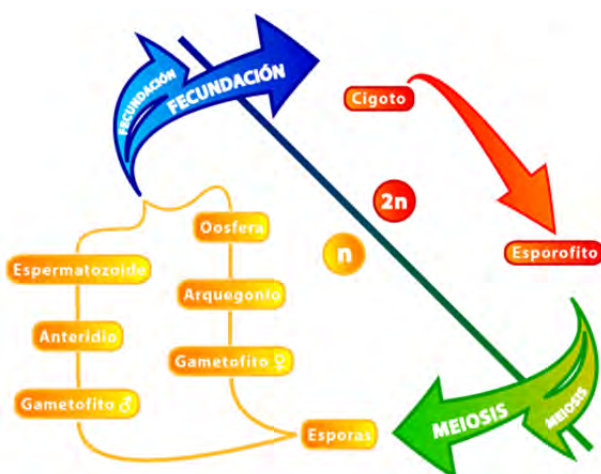 FECUNDACIÓN
FECUNDACIÓN
Cigoto
2n
Oosfera
n
Esporofito
Espermatozoide
Arquegonio
Anteridio
Gametofito ♀
Gametofito ♂
Esporas
MEIOSIS
MEIOSIS